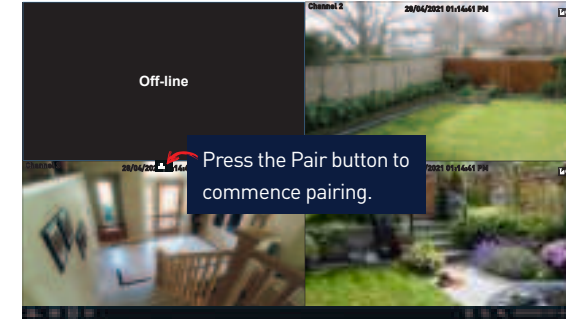 Channel 2
28/04/2021 01:14:41 PM
Off-line
Press the Pair button to
commence pairing.